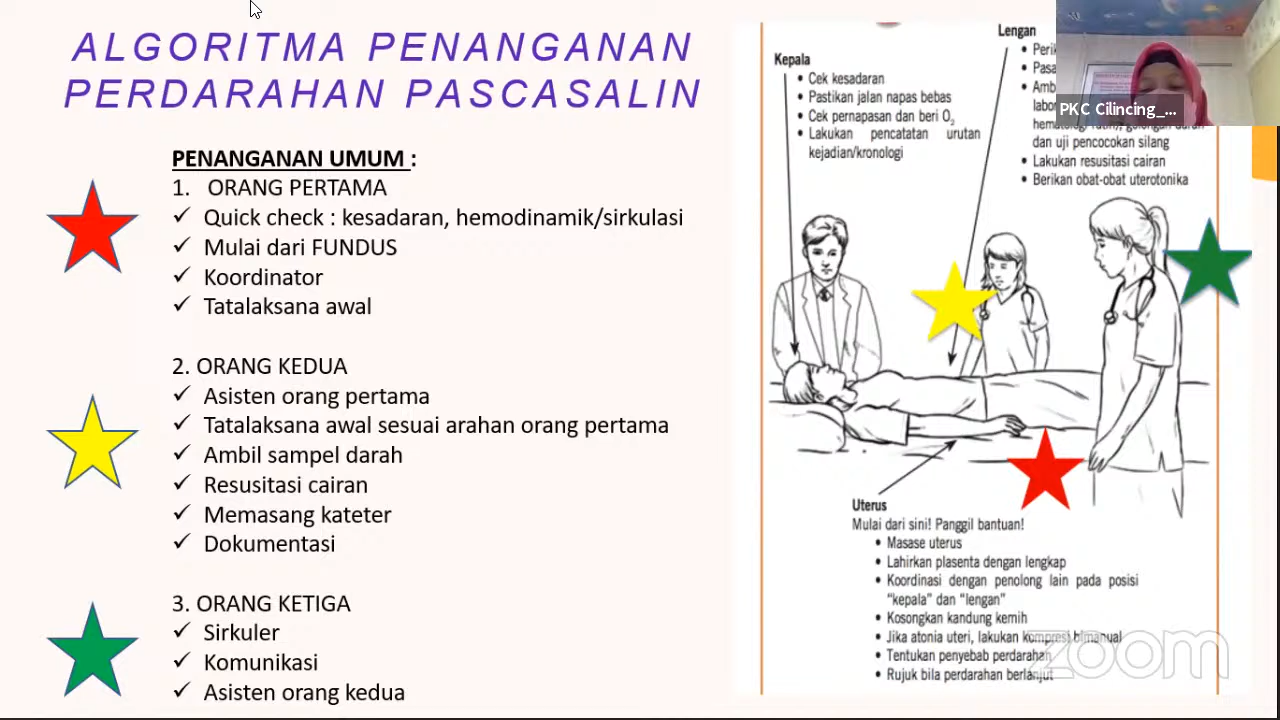 ALGORITMA PENANGANAN
PERDARAHAN PASCASALIN
PENANGANAN UMUM :
1. ORANG PERTAMA
✓ Quick check : kesadaran, hemodinamik/sirkulasi
✓ Mulai dari FUNDUS
✓ Koordinator
✓ Tatalaksana awal
2. ORANG KEDUA
✓ Asisten orang pertama
✓ Tatalaksana awal sesuai arahan orang pertama
✓ Ambil sampel darah
✓ Resusitasi cairan
✓ Memasang kateter
✓ Dokumentasi
3. ORANG KETIGA
✓ Sirkuler
✓ Komunikasi
✓ Asisten orang kedua
Kepala
• Cek kesadaran
• Pastikan jalan napas bebas
• Cek pernapasan dan beri O2
• Lakukan pencatatan urutan
kejadian/kronologi
Lengan
dan uji pencocokan silang
• Lakukan resusitasi cairan
• Berikan obat-obat uterotonika
PKC Cilincing_...
Uterus
Mulai dari sini! Panggil bantuan!
• Masase uterus
• Lahirkan plasenta dengan lengkap
• Koordinasi dengan penolong lain pada posisi
"kepala" dan "lengan"
• Kosongkan kandung kemih
• Jika atonia uteri, lakukan kompresi bimanual
• Tentukan penyebab perdarahan
• Rujuk bila perdarahan berlanjut
zoom